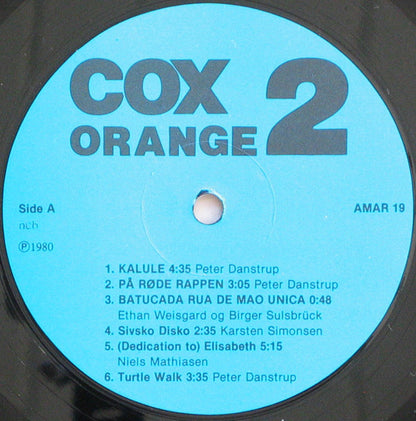 COX 2
ORANGE
Side A
AMAR 19
ncb
℗1980
1. KALULE 4:35 Peter Danstrup
2. PÅ RØDE RAPPEN 3:05 Peter Danstrup
3. BATUCADA RUA DE MAO UNICA 0:48
Ethan Weisgard og Birger Sulsbrück
4. Sivsko Disko 2:35 Karsten Simonsen
5. (Dedication to) Elisabeth 5:15
Niels Mathiasen
6. Turtle Walk 3:35 Peter Danstrup